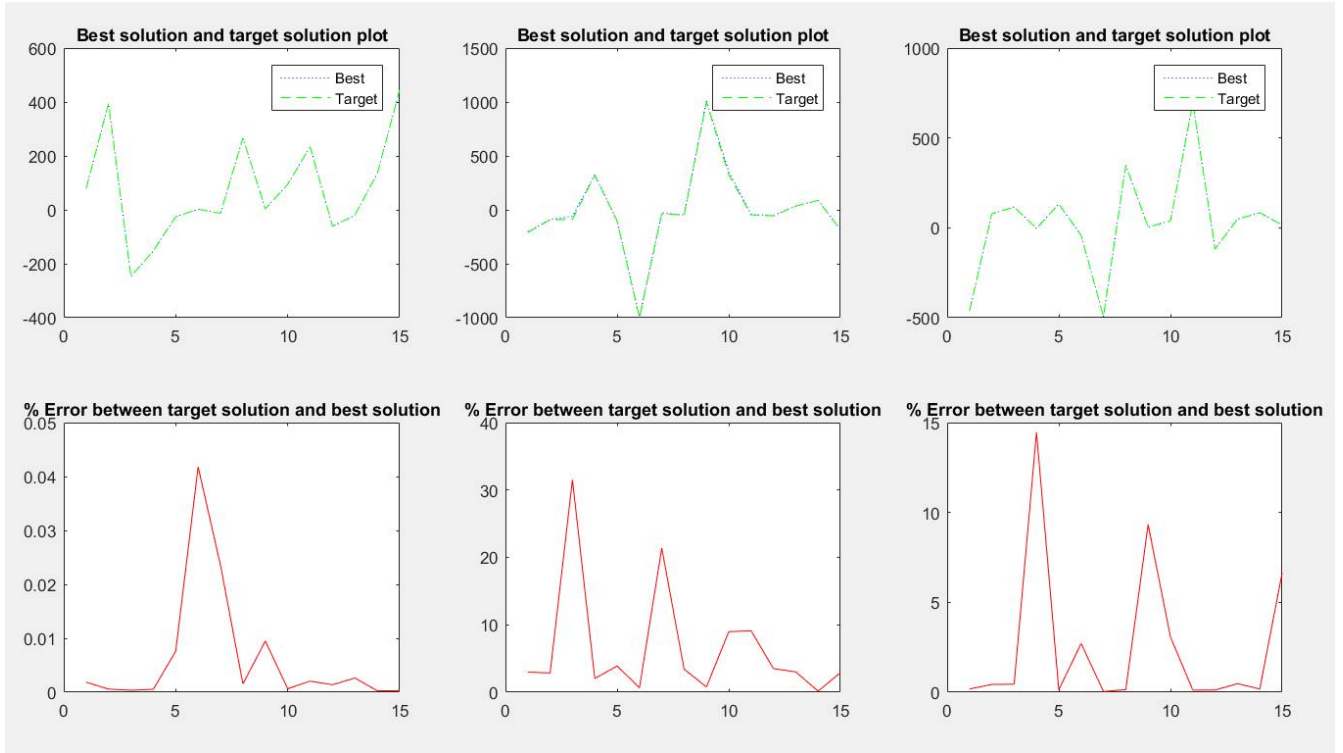 Best solution and target solution plot
600
400
200
0
-200
-400
0 5 10 15
Best
Target
Best solution and target solution plot
1500
1000
500
0
-500
-1000
0 5 10 15
Best
Target
Best solution and target solution plot
1000
500
0
-500
0 5 10 15
Best
Target
% Error between target solution and best solution
0.05
0.04
0.03
0.02
0.01
0
0 5 10 15
% Error between target solution and best solution
40
30
20
10
0
0 5 10 15
% Error between target solution and best solution
15
10
5
0
0 5 10 15